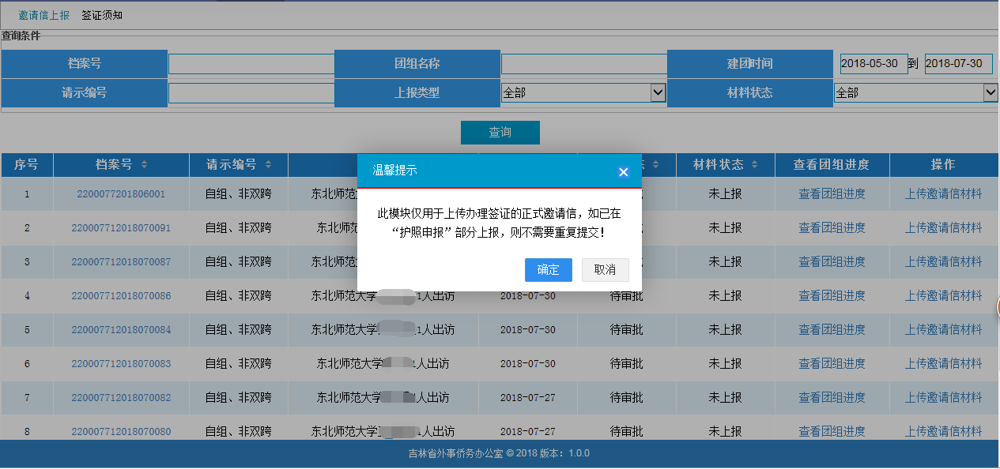 邀请信上报 签证须知
查询条件
档案号 团组名称 建团时间 2018-05-30 到 2018-07-30
请示编号 上报类型 全部 材料状态 全部
查询
序号 档案号 请示编号 材料状态 查看团组进度 操作
温馨提示
1 2200077201806001 自组、非双跨 东北师范 未上报 查看团组进度 上传邀请信材料
此模块仅用于上传办理签证的正式邀请信，如已在
2 220007712018070091 自组、非双跨 东北师范 未上报 查看团组进度 上传邀请信材料
“护照申报”部分上报，则不需要重复提交！
3 220007712018070087 自组、非双跨 东北师范 未上报 查看团组进度 上传邀请信材料
确定 取消
4 220007712018070086 自组、非双跨 东北师范大学 1人出访 2018-07-30 待审批 未上报 查看团组进度 上传邀请信材料
5 220007712018070084 自组、非双跨 东北师范大学 1人出访 2018-07-30 待审批 未上报 查看团组进度 上传邀请信材料
6 220007712018070083 自组、非双跨 东北师范大学 1人出访 2018-07-30 待审批 未上报 查看团组进度 上传邀请信材料
7 220007712018070082 自组、非双跨 东北师范大学 1人出访 2018-07-27 待审批 未上报 查看团组进度 上传邀请信材料
8 220007712018070080 自组、非双跨 东北师范大学 1人出访 2018-07-27 待审批 未上报 查看团组进度 上传邀请信材料
吉林省外事侨务办公室 © 2018 版本：1.0.0